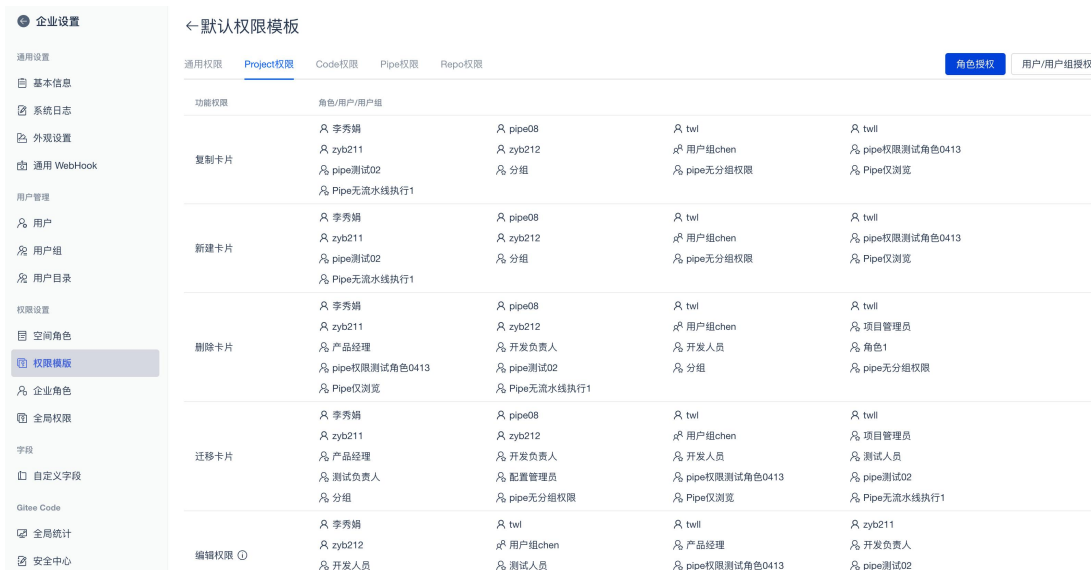 企业设置
通用设置
基本信息
系统日志
外观设置
通用 WebHook
用户管理
用户
用户组
用户目录
权限设置
空间角色
权限模版
企业角色
全局权限
字段
自定义字段
Gitee Code
全局统计
安全中心
←默认权限模板
通用权限 Project权限 Code权限 Pipe权限 Repo权限 角色授权 用户/用户组授权
功能权限 角色/用户/用户组
复制卡片
李秀娟 pipe08 twl twll
zyb211 zyb212 用户组chen pipe权限测试角色0413
pipe测试02 分组 pipe无分组权限 Pipe仅浏览
Pipe无流水线执行1
新建卡片
李秀娟 pipe08 twl twll
zyb211 zyb212 用户组chen pipe权限测试角色0413
pipe测试02 分组 pipe无分组权限 Pipe仅浏览
Pipe无流水线执行1
删除卡片
李秀娟 pipe08 twl twll
zyb211 zyb212 用户组chen 项目管理员
产品经理 开发负责人 开发人员 角色1
pipe权限测试角色0413 pipe测试02 分组 pipe无分组权限
Pipe仅浏览 Pipe无流水线执行1
迁移卡片
李秀娟 pipe08 twl twll
zyb211 zyb212 用户组chen 项目管理员
产品经理 开发负责人 开发人员 测试人员
测试负责人 配置管理员 pipe权限测试角色0413 pipe测试02
分组 pipe无分组权限 Pipe仅浏览 Pipe无流水线执行1
编辑权限
李秀娟 twl twll zyb211
zyb212 用户组chen 产品经理 开发负责人
开发人员 测试人员 pipe权限测试角色0413 pipe测试02